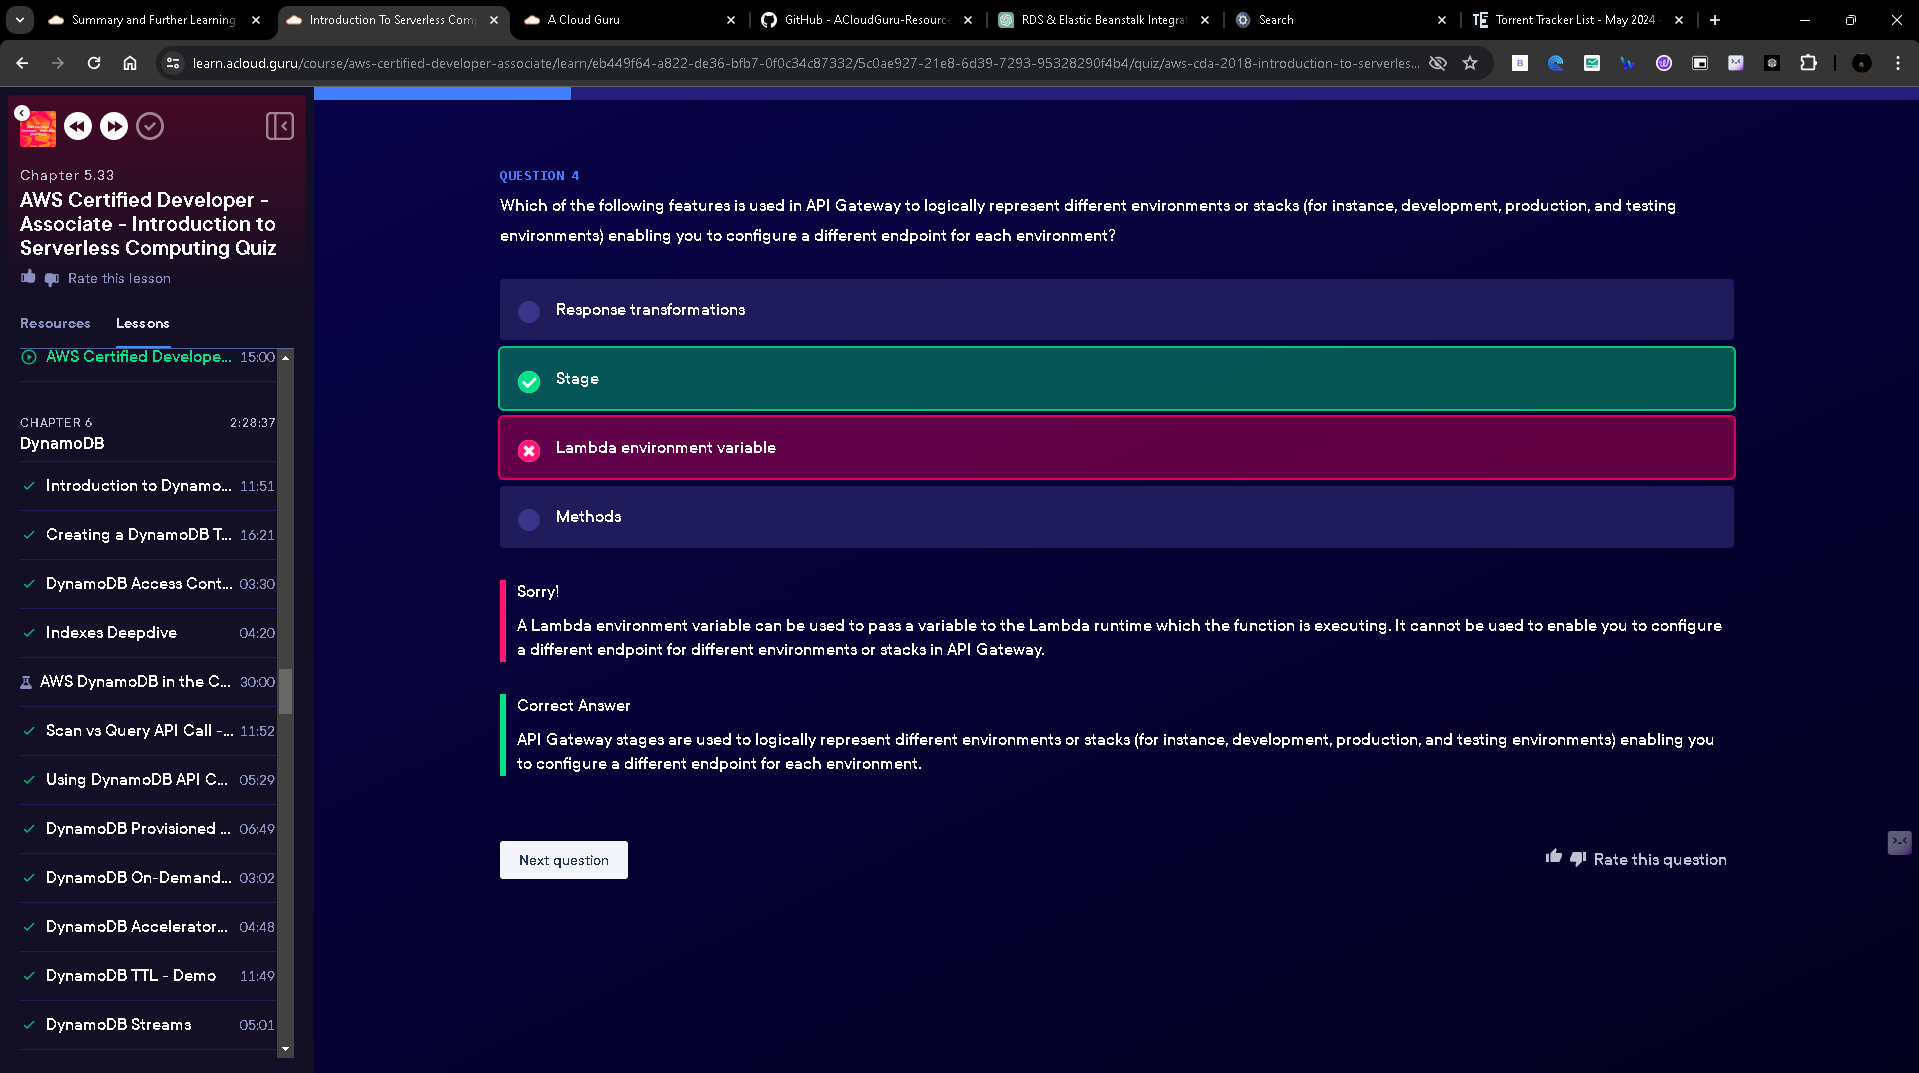 Summary and Further Learning
Introduction To Serverless Comp
A Cloud Guru
GitHub - ACloudGuru-Resource
RDS & Elastic Beanstalk Integrat
Search
Torrent Tracker List - May 2024 -
learn.acloud.guru/course/aws-certified-developer-associate/learn/eb449f64-a822-de36-bfb7-0f0c34c87332/5c0ae927-21e8-6d39-7293-95328290f4b4/quiz/aws-cda-2018-introduction-to-serverles...
Chapter 5.33
AWS Certified Developer -
Associate - Introduction to
Serverless Computing Quiz
Rate this lesson
Resources
Lessons
AWS Certified Develope... 15:00
CHAPTER 6 2:28:37
DynamoDB
Introduction to Dynamo... 11:51
Creating a DynamoDB T... 16:21
DynamoDB Access Cont... 03:30
Indexes Deepdive 04:20
AWS DynamoDB in the C... 30:00
Scan vs Query API Call -... 11:52
Using DynamoDB API C... 05:29
DynamoDB Provisioned ... 06:49
DynamoDB On-Demand... 03:02
DynamoDB Accelerator... 04:48
DynamoDB TTL - Demo 11:49
DynamoDB Streams 05:01
QUESTION 4
Which of the following features is used in API Gateway to logically represent different environments or stacks (for instance, development, production, and testing
environments) enabling you to configure a different endpoint for each environment?
Response transformations
Stage
Lambda environment variable
Methods
Sorry!
A Lambda environment variable can be used to pass a variable to the Lambda runtime which the function is executing. It cannot be used to enable you to configure
a different endpoint for different environments or stacks in API Gateway.
Correct Answer
API Gateway stages are used to logically represent different environments or stacks (for instance, development, production, and testing environments) enabling you
to configure a different endpoint for each environment.
Next question
Rate this question